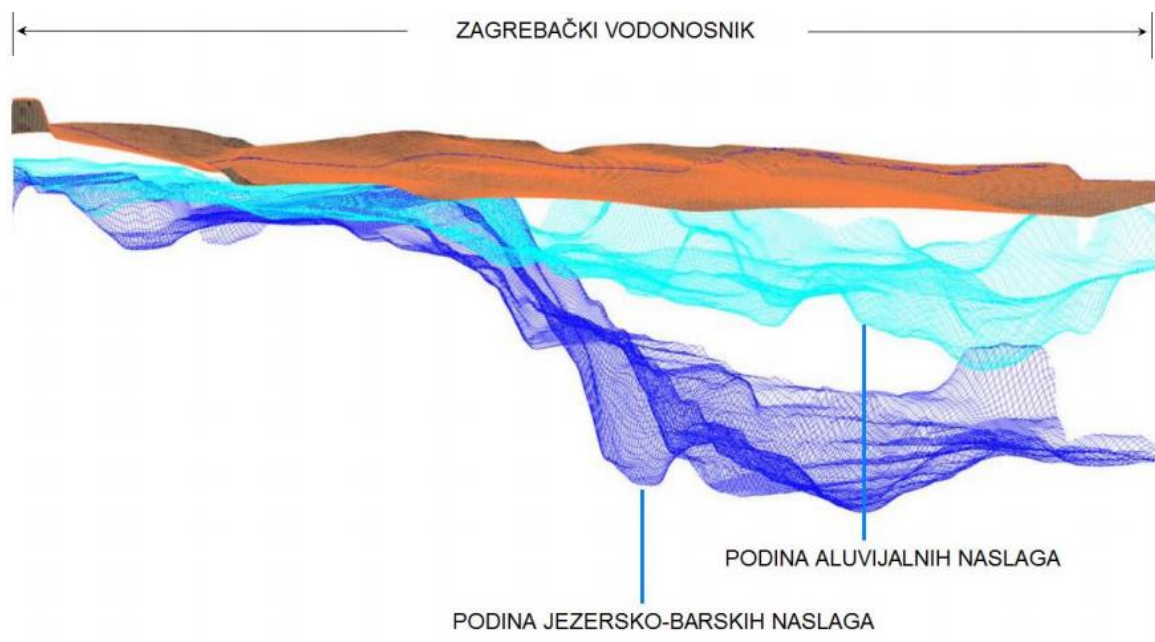 ZAGREBAČKI VODONOSNIK
PODINA ALUVIJALNIH NASLAGA
PODINA JEZERSKO-BARSKIH NASLAGA